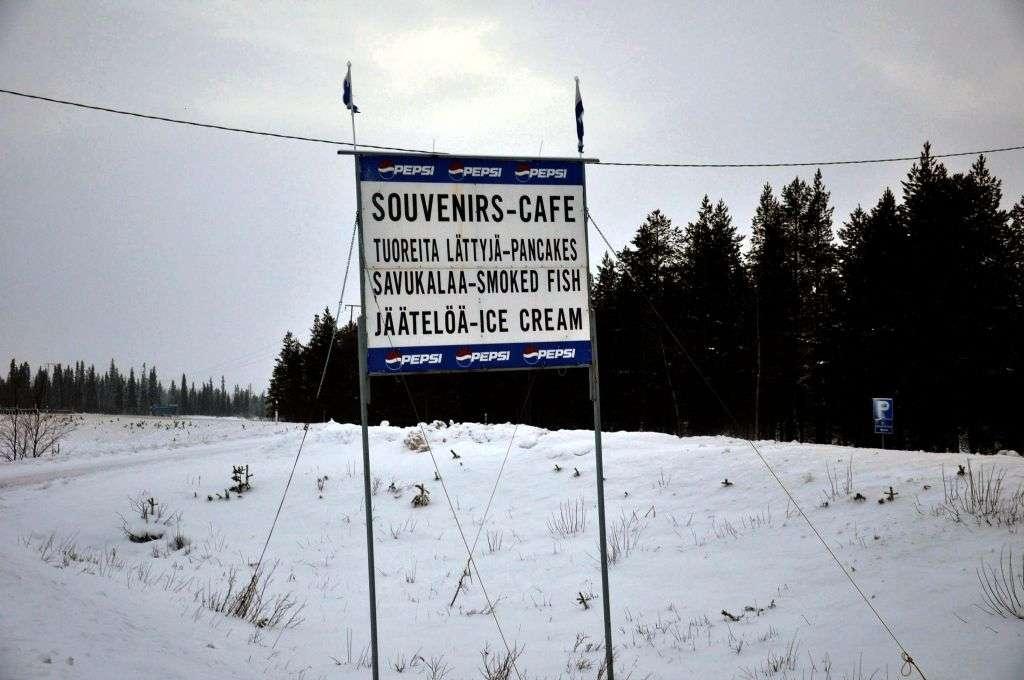 PEPSI PEPSI PEPSI
SOUVENIRS-CAFE
TUOREITA LÄTTYJÄ-PANCAKES
SAVUKALAA-SMOKED FISH
JÄÄTELÖÄ-ICE CREAM
PEPSI PEPSI PEPSI
P